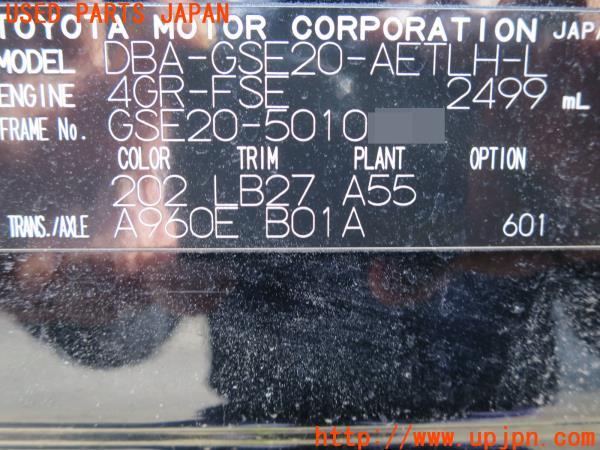 USED PARTS JAPAN
TOYOTA MOTOR CORPORATION JAPA
MODEL DBA-GSE20-AETLH-L
ENGINE 4GR-FSE 2499 mL
FRAME No. GSE20-5010
COLOR TRIM PLANT OPTION
202 LB27 A55
TRANS./AXLE A960E B01A 601
http://www.upjpn.com/